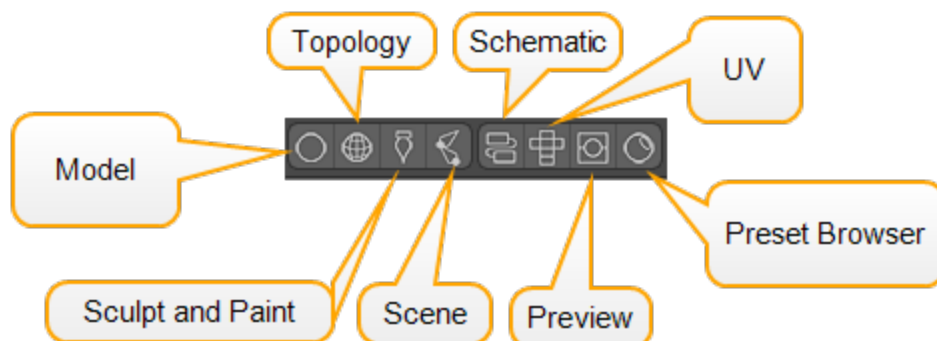 Topology
Schematic
UV
Model
Preset Browser
Sculpt and Paint
Scene
Preview